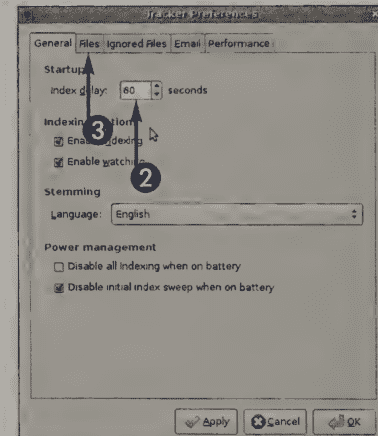 Tracker Preferences
General Files Ignored Files Email Performance
Startup
Index delay: 60 seconds
3
Indexing
Enable indexing
Enable watching
2
Stemming
Language: English
Power management
Disable all indexing when on battery
Disable initial index sweep when on battery
Apply Cancel OK